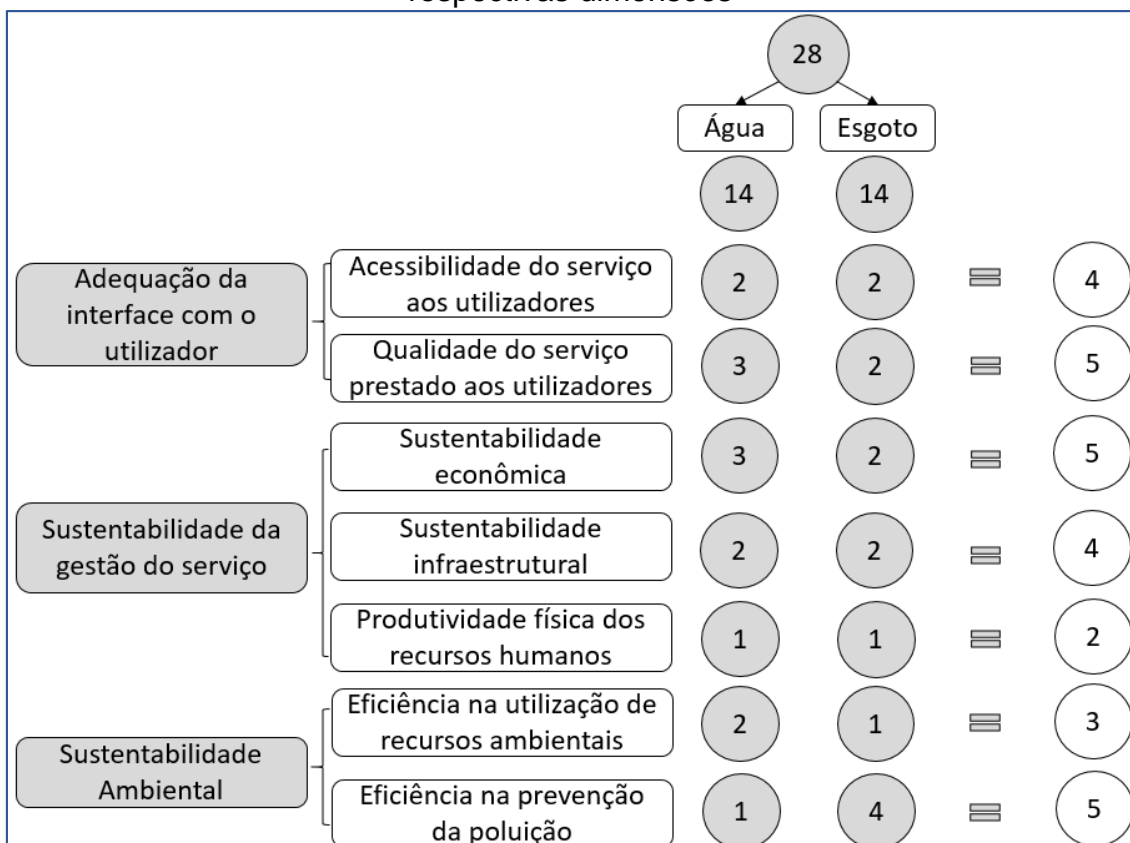 respectivas dimensões
28
Água Esgoto
14 14
Adequação da
interface com o
utilizador
Acessibilidade do serviço
aos utilizadores
2 2 = 4
Qualidade do serviço
prestado aos utilizadores
3 2 = 5
Sustentabilidade da
gestão do serviço
Sustentabilidade
econômica
3 2 = 5
Sustentabilidade
infraestrutural
2 2 = 4
Produtividade física dos
recursos humanos
1 1 = 2
Sustentabilidade
Ambiental
Eficiência na utilização de
recursos ambientais
2 1 = 3
Eficiência na prevenção
da poluição
1 4 = 5